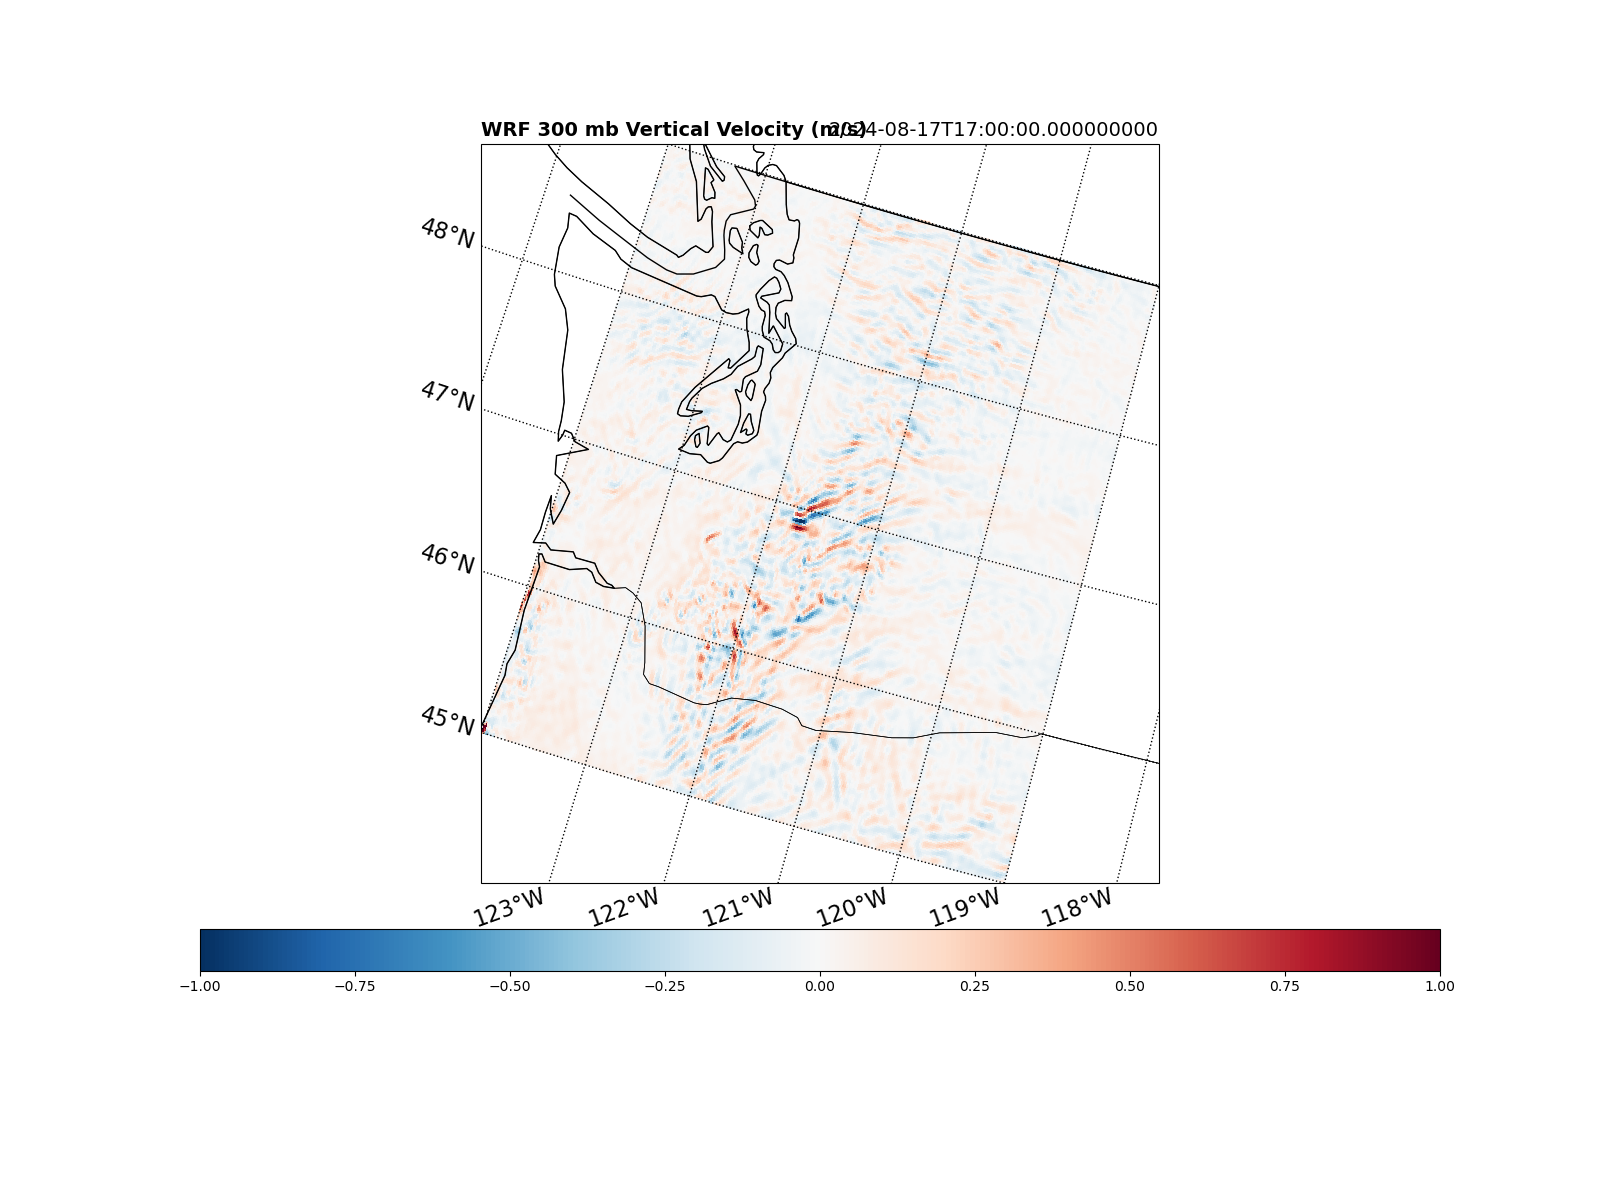 WRF 300 mb Vertical Velocity (m/s) 2024-08-17T17:00:00.000000000
48°N
47°N
46°N
45°N
123°W 122°W 121°W 120°W 119°W 118°W
−1.00 −0.75 −0.50 −0.25 0.00 0.25 0.50 0.75 1.00